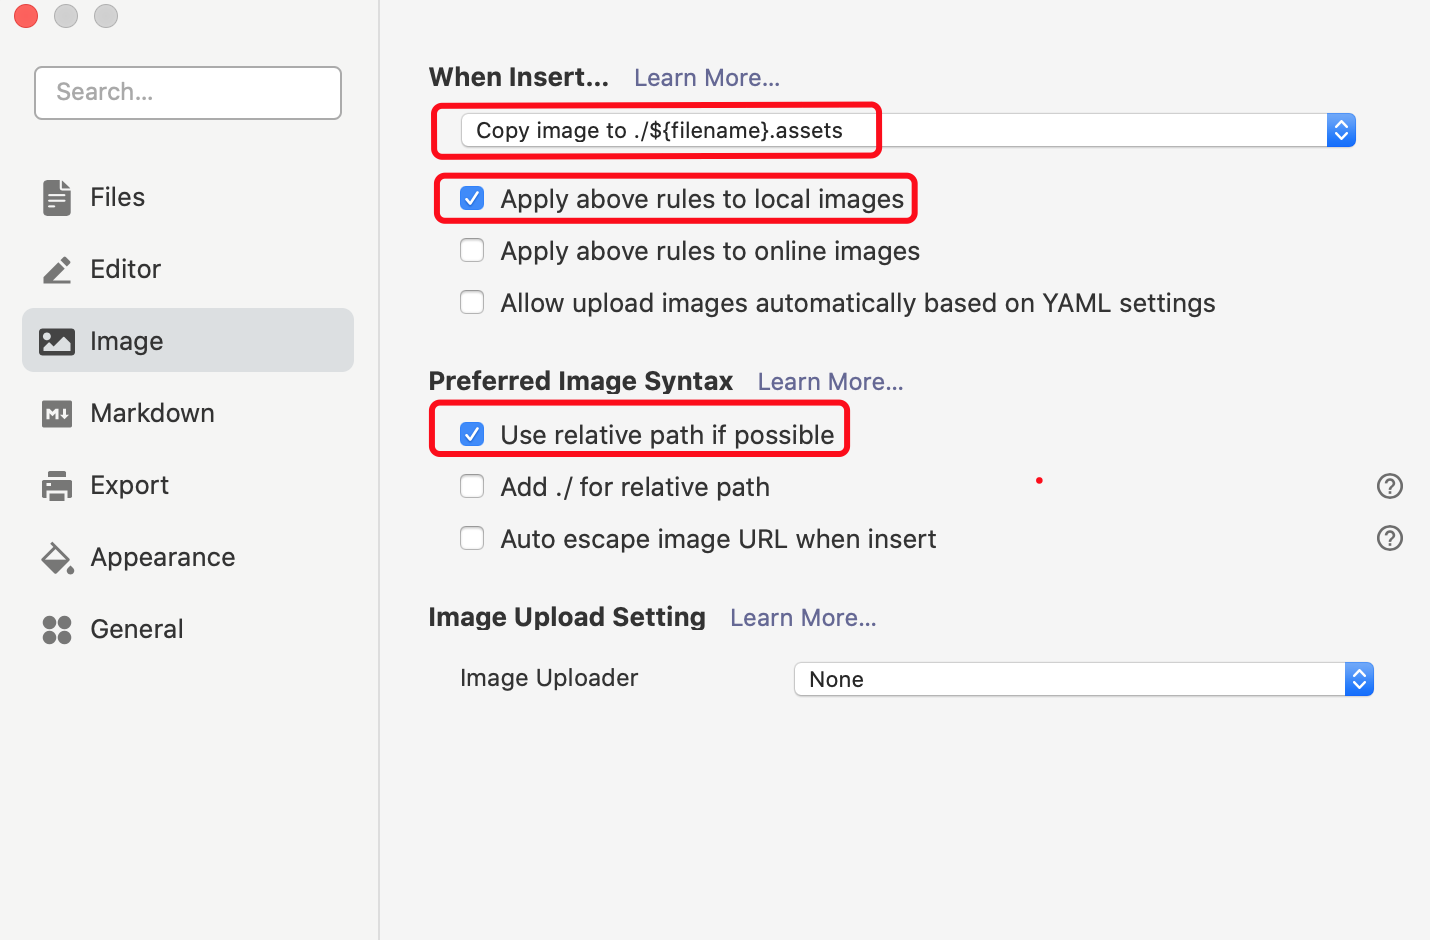 Search...
Files
Editor
Image
Markdown
Export
Appearance
General
When Insert... Learn More...
Copy image to ./${filename}.assets
Apply above rules to local images
Apply above rules to online images
Allow upload images automatically based on YAML settings
Preferred Image Syntax Learn More...
Use relative path if possible
Add ./ for relative path
Auto escape image URL when insert
Image Upload Setting Learn More...
Image Uploader None